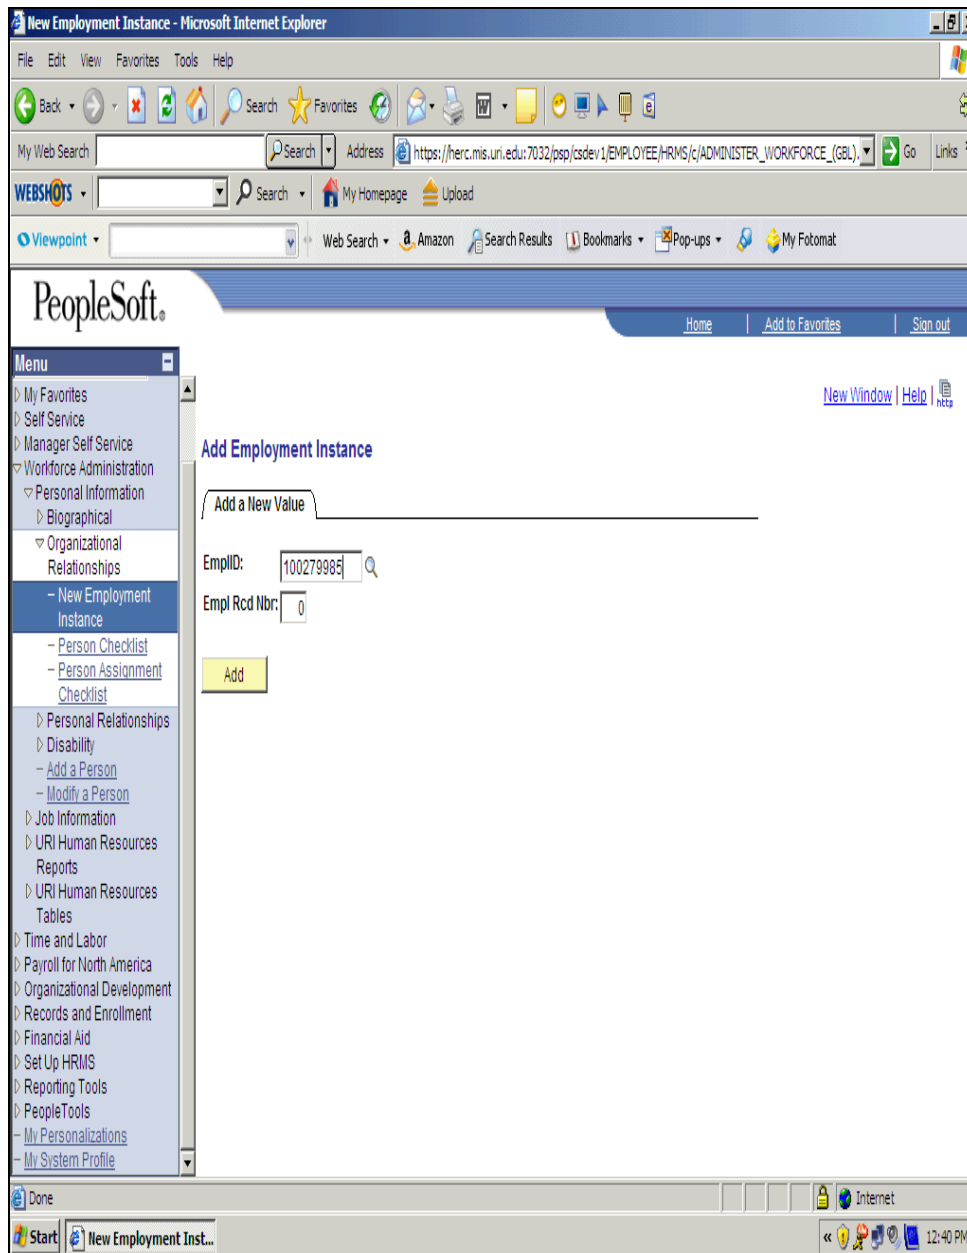 New Employment Instance - Microsoft Internet Explorer
File Edit View Favorites Tools Help
Back Search Favorites
My Web Search Search Address https://herc.mis.uri.edu:7032/psp/csdev1/EMPLOYEE/HRMS/c/ADMINISTER_WORKFORCE_(GBL). Go Links
WEBSHOTS Search My Homepage Upload
Viewpoint Web Search Amazon Search Results Bookmarks Pop-ups My Fotomat
PeopleSoft®
Home Add to Favorites Sign out
Menu
My Favorites
Self Service
Manager Self Service
Workforce Administration
Personal Information
Biographical
Organizational
Relationships
– New Employment
Instance
– Person Checklist
– Person Assignment
Checklist
Personal Relationships
Disability
– Add a Person
– Modify a Person
Job Information
URI Human Resources
Reports
URI Human Resources
Tables
Time and Labor
Payroll for North America
Organizational Development
Records and Enrollment
Financial Aid
Set Up HRMS
Reporting Tools
PeopleTools
– My Personalizations
– My System Profile
New Window | Help | http
Add Employment Instance
Add a New Value
EmplID: 100279985
Empl Rcd Nbr: 0
Add
Done Internet
Start New Employment Inst... « 12:40 PM